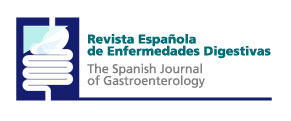 Revista Española
de Enfermedades Digestivas
The Spanish Journal
of Gastroenterology